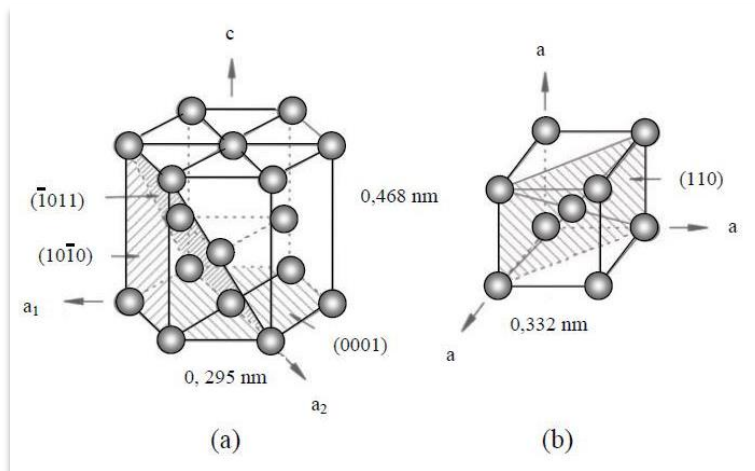 c
a
(1̄011)
(101̄0)
0,468 nm
(110)
a
a₁
(0001)
0, 295 nm
a₂
0,332 nm
a
(a)
(b)